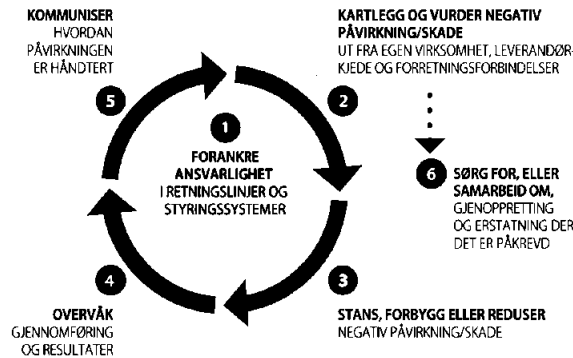 KOMMUNISER
HVORDAN
PÅVIRKNINGEN
ER HÅNDTERT
5
KARTLEGG OG VURDER NEGATIV
PÅVIRKNING/SKADE
UT FRA EGEN VIRKSOMHET, LEVERANDØR-
KJEDE OG FORRETNINGSFORBINDELSER
2
1
FORANKRE
ANSVARLIGHET
I RETNINGSLINJER OG
STYRINGSSYSTEMER
6
SØRG FOR, ELLER
SAMARBEID OM,
GJENOPPRETTING
OG ERSTATNING DER
DET ER PÅKREVD
4
OVERVÅK
GJENNOMFØRING
OG RESULTATER
3
STANS, FORBYGG ELLER REDUSER
NEGATIV PÅVIRKNING/SKADE